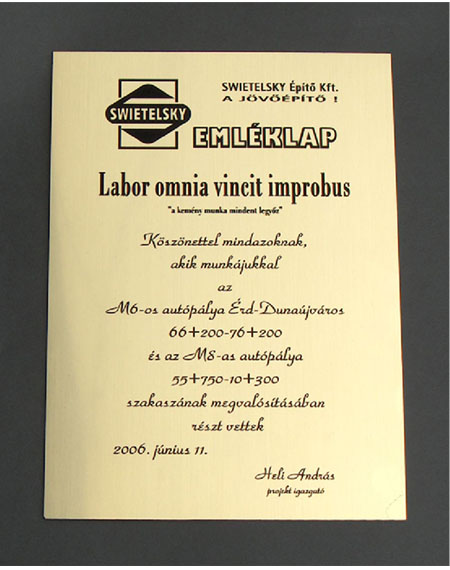 SWIETELSKY
SWIETELSKY Építő Kft.
A JÖVŐÉPÍTŐ !
EMLÉKLAP
Labor omnia vincit improbus
"a kemény munka mindent legyőz"
Köszönettel mindazoknak,
akik munkájukkal
az
M6-os autópálya Érd-Dunaújváros
66+200-76+200
és az M8-as autópálya
55+750-10+300
szakaszának megvalósításában
részt vettek
2006. június 11.
Heli András
projekt igazgató